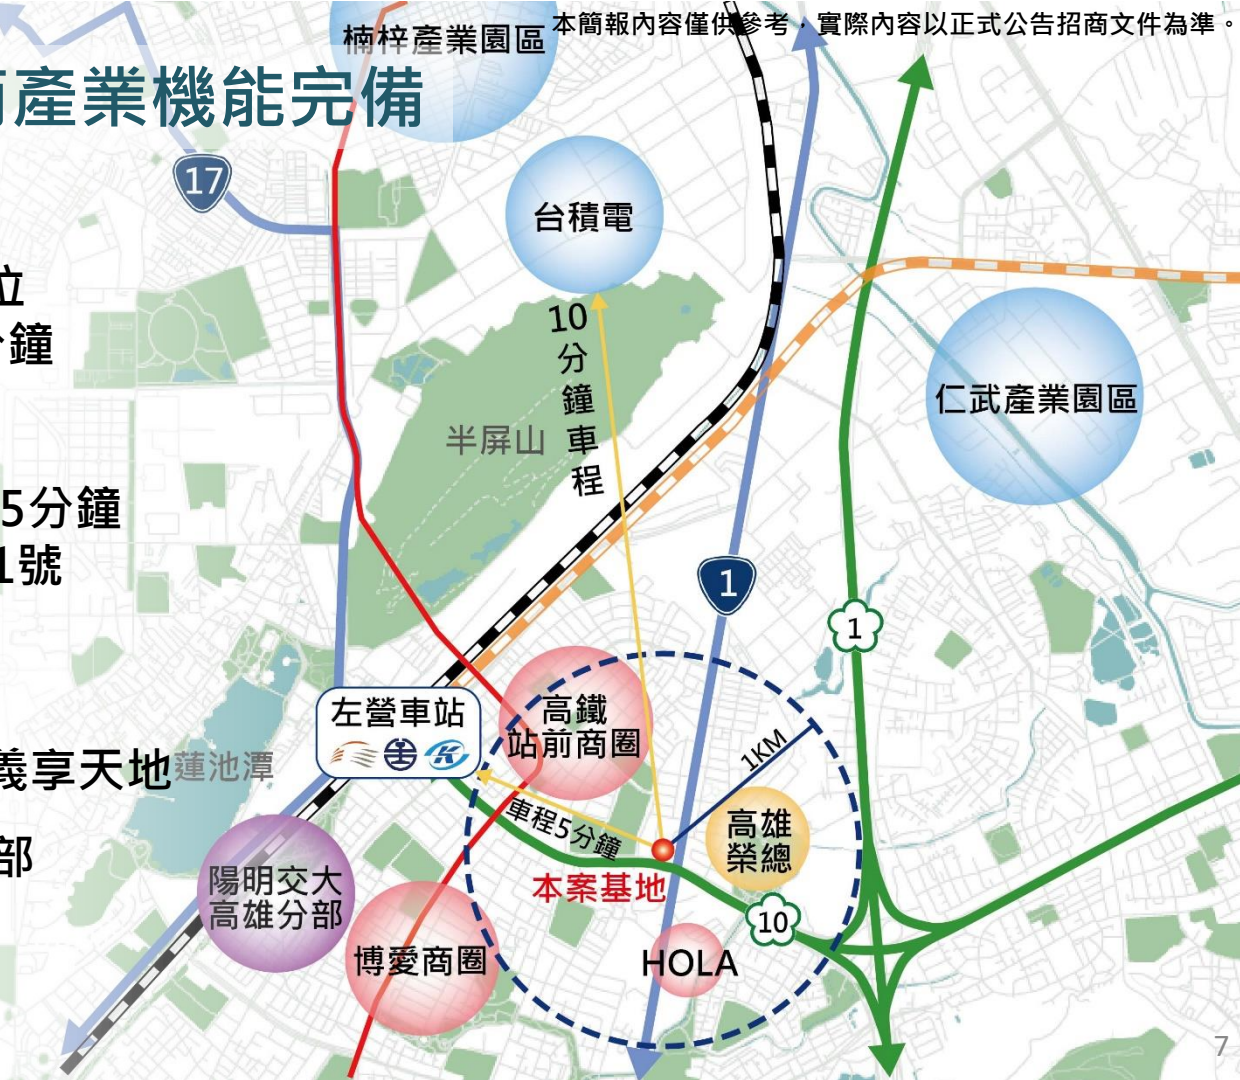 本簡報內容僅供參考，實際內容以正式公告招商文件為準。
楠梓產業園區
產業機能完備
17
台積電
位
分鐘
10分鐘車程
仁武產業園區
半屏山
5分鐘
1號
1
1
左營車站
高鐵
站前商圈
義享天地
蓮池潭
1KM
車程5分鐘
高雄
榮總
部
陽明交大
高雄分部
本案基地
10
博愛商圈
HOLA
7